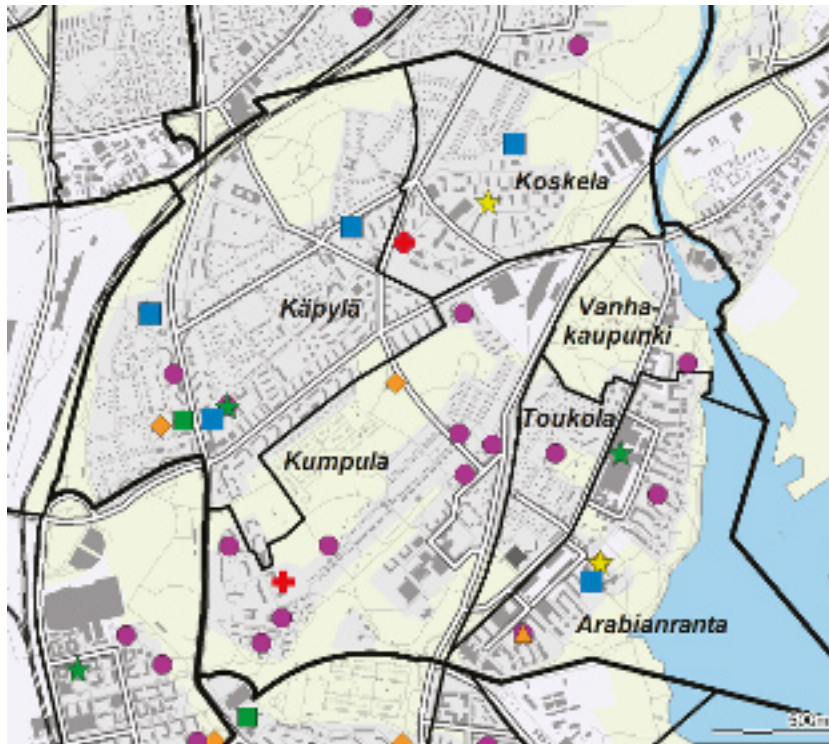 Koskela
Käpylä
Vanha-
kaupunki
Toukola
Kumpula
Arabianranta